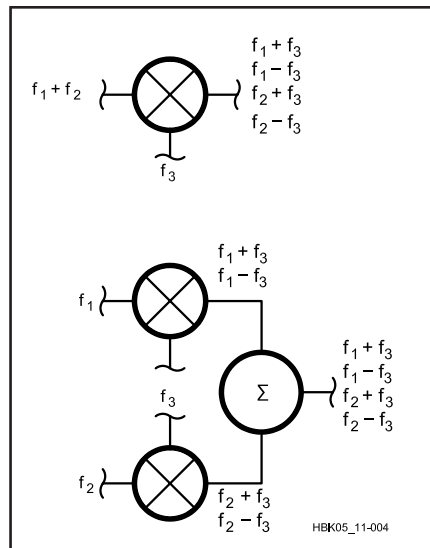 f₁ + f₂
f₁ + f₃
f₁ – f₃
f₂ + f₃
f₂ – f₃
f₃
f₁
f₁ + f₃
f₁ – f₃
f₃
Σ
f₁ + f₃
f₁ – f₃
f₂ + f₃
f₂ – f₃
f₂
f₂ + f₃
f₂ – f₃
HBK05_11-004